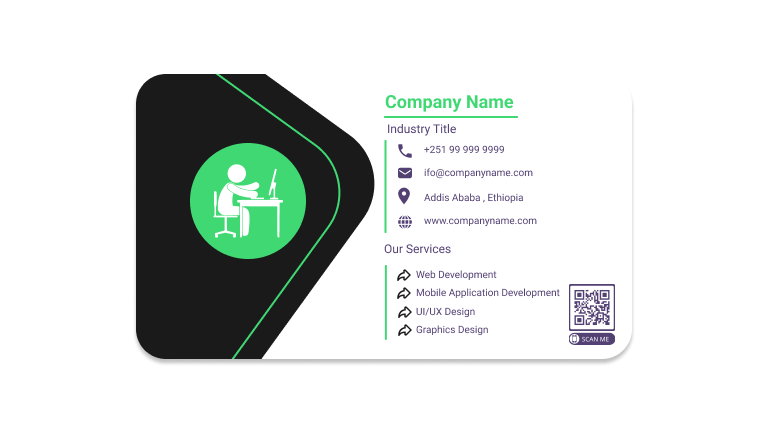 Company Name
Industry Title
+251 99 999 9999
ifo@companyname.com
Addis Ababa , Ethiopia
www.companyname.com
Our Services
Web Development
Mobile Application Development
UI/UX Design
Graphics Design
SCAN ME